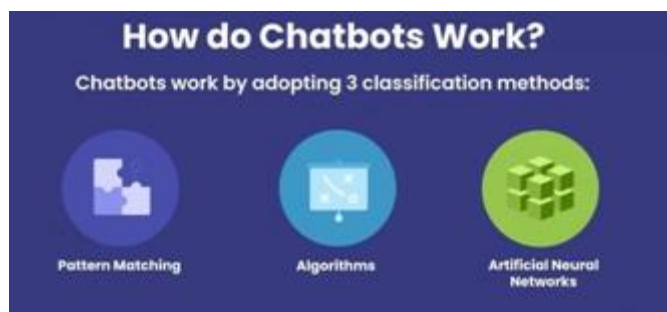 How do Chatbots Work?
Chatbots work by adopting 3 classification methods:
Pattern Matching
Algorithms
Artificial Neural
Networks